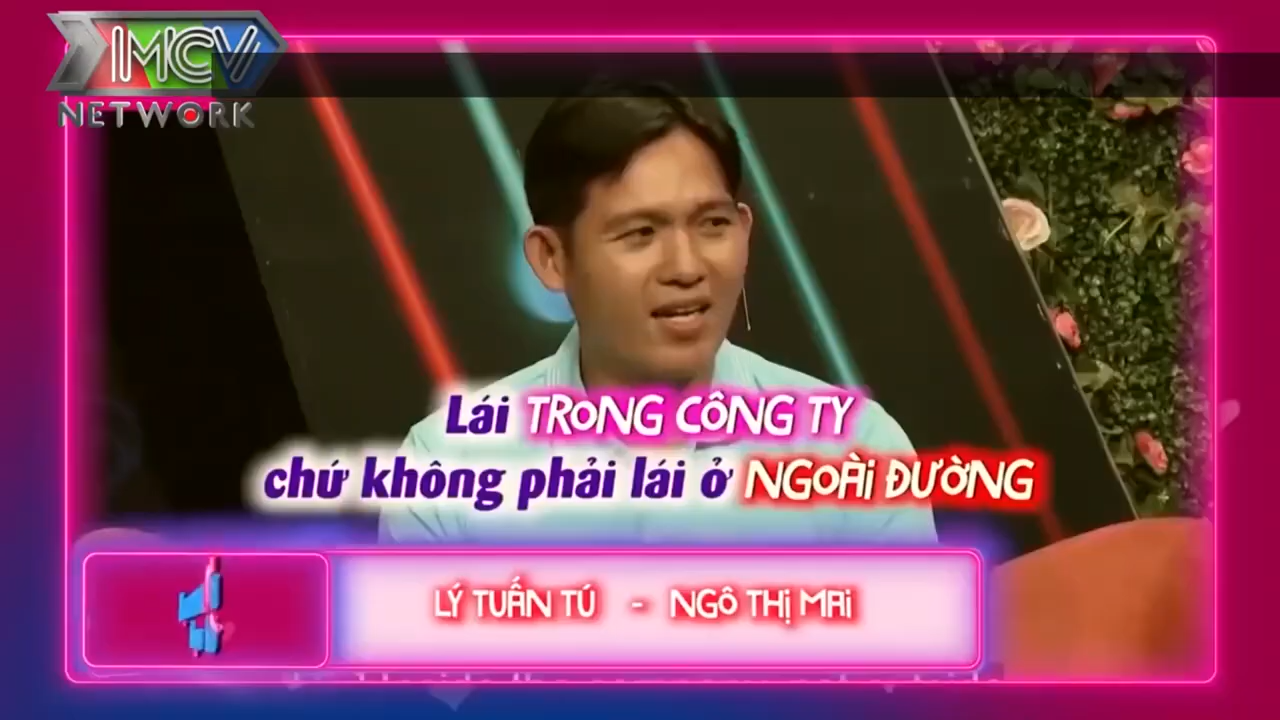 MCV
NETWORK
Lái TRONG CÔNG TY
chứ không phải lái ở NGOÀI ĐƯỜNG
LÝ TUẤN TÚ - NGÔ THỊ MAI